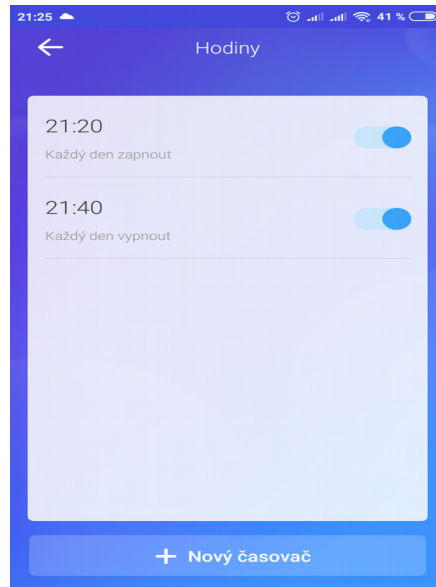 21:25 41 %
Hodiny
21:20
Každý den zapnout
21:40
Každý den vypnout
+ Nový časovač